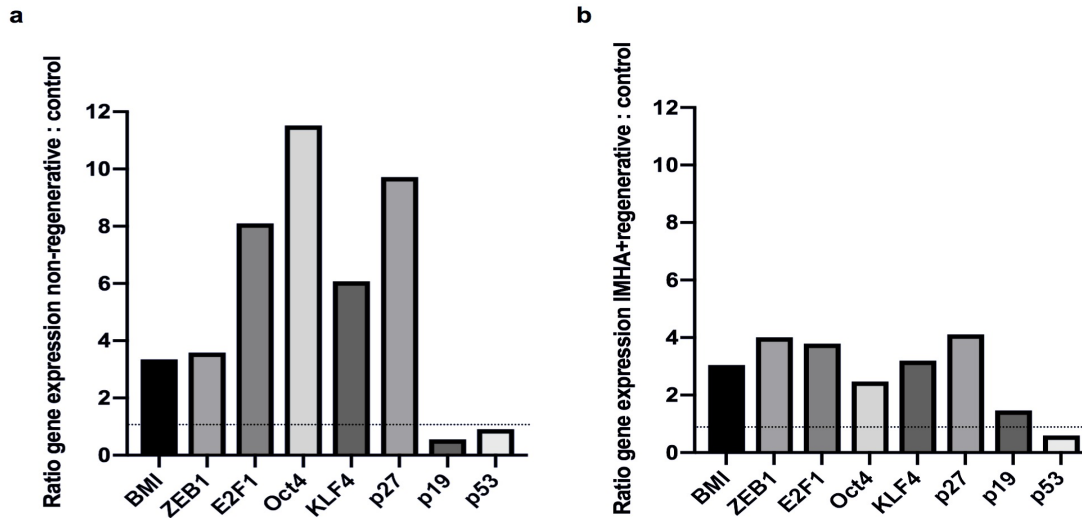 a
Ratio gene expression non-regenerative : control
12
10
8
6
4
2
0
BMI
ZEB1
E2F1
Oct4
KLF4
p27
p19
p53
b
Ratio gene expression IMHA+regenerative : control
12
10
8
6
4
2
0
BMI
ZEB1
E2F1
Oct4
KLF4
p27
p19
p53